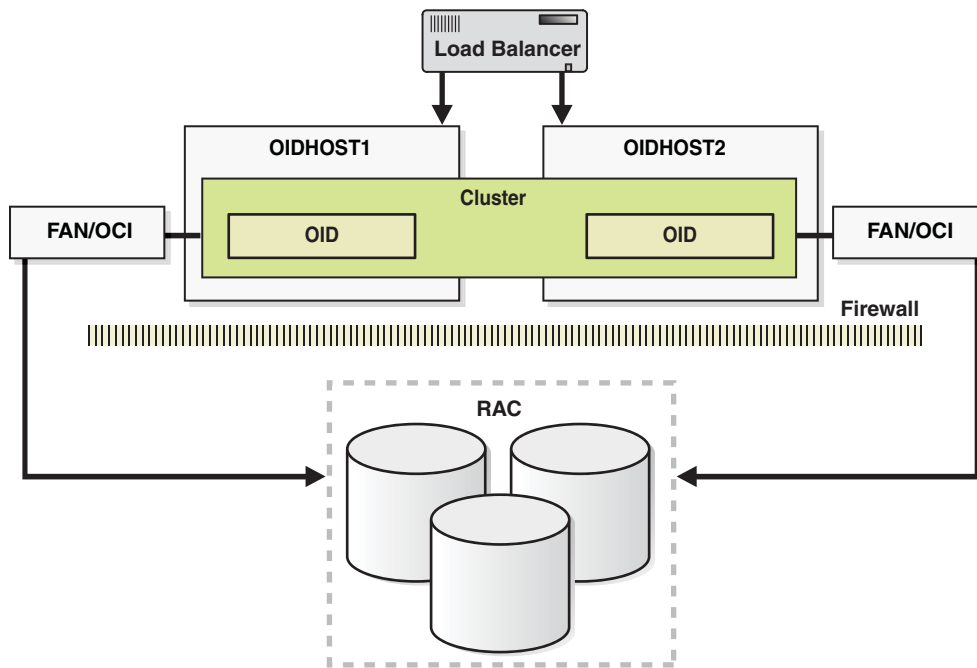 Load Balancer
OIDHOST1
OIDHOST2
Cluster
FAN/OCI
OID
OID
FAN/OCI
Firewall
RAC